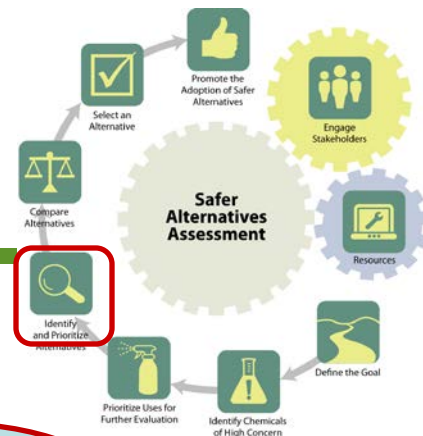 Promote the
Adoption of Safer
Alternatives
Select an
Alternative
Engage
Stakeholders
Compare
Alternatives
Safer
Alternatives
Assessment
Resources
Identify
and Prioritize
Alternatives
Define the Goal
Prioritize Uses for
Further Evaluation
Identify Chemicals
of High Concern